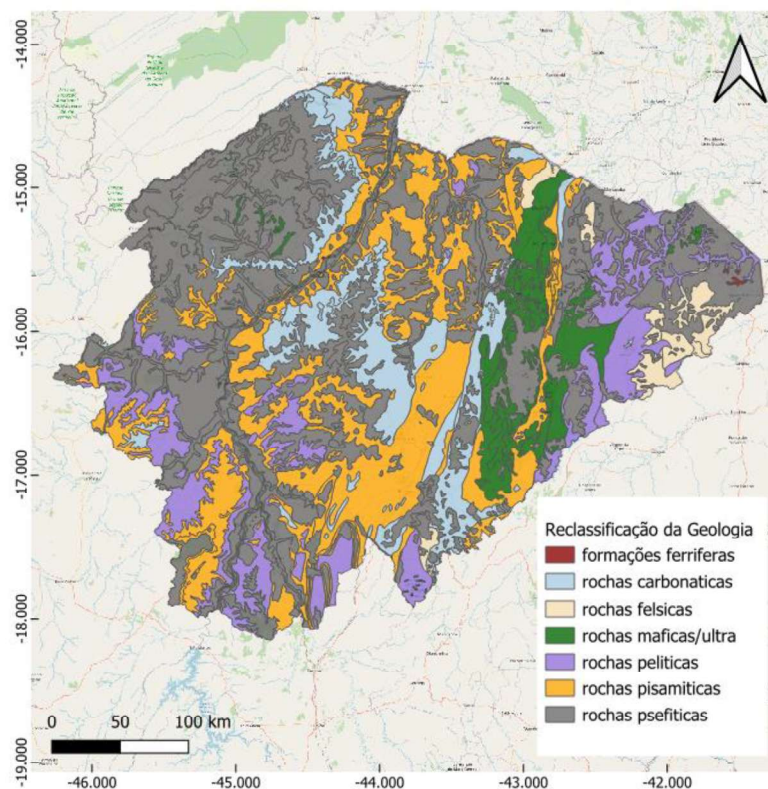 -14.000
-15.000
-16.000
-17.000
-18.000
-19.000
Reclassificação da Geologia
formações ferriferas
rochas carbonaticas
rochas felsicas
rochas maficas/ultra
rochas peliticas
rochas pisamiticas
rochas psefiticas
0 50 100 km
-46.000 -45.000 -44.000 -43.000 -42.000